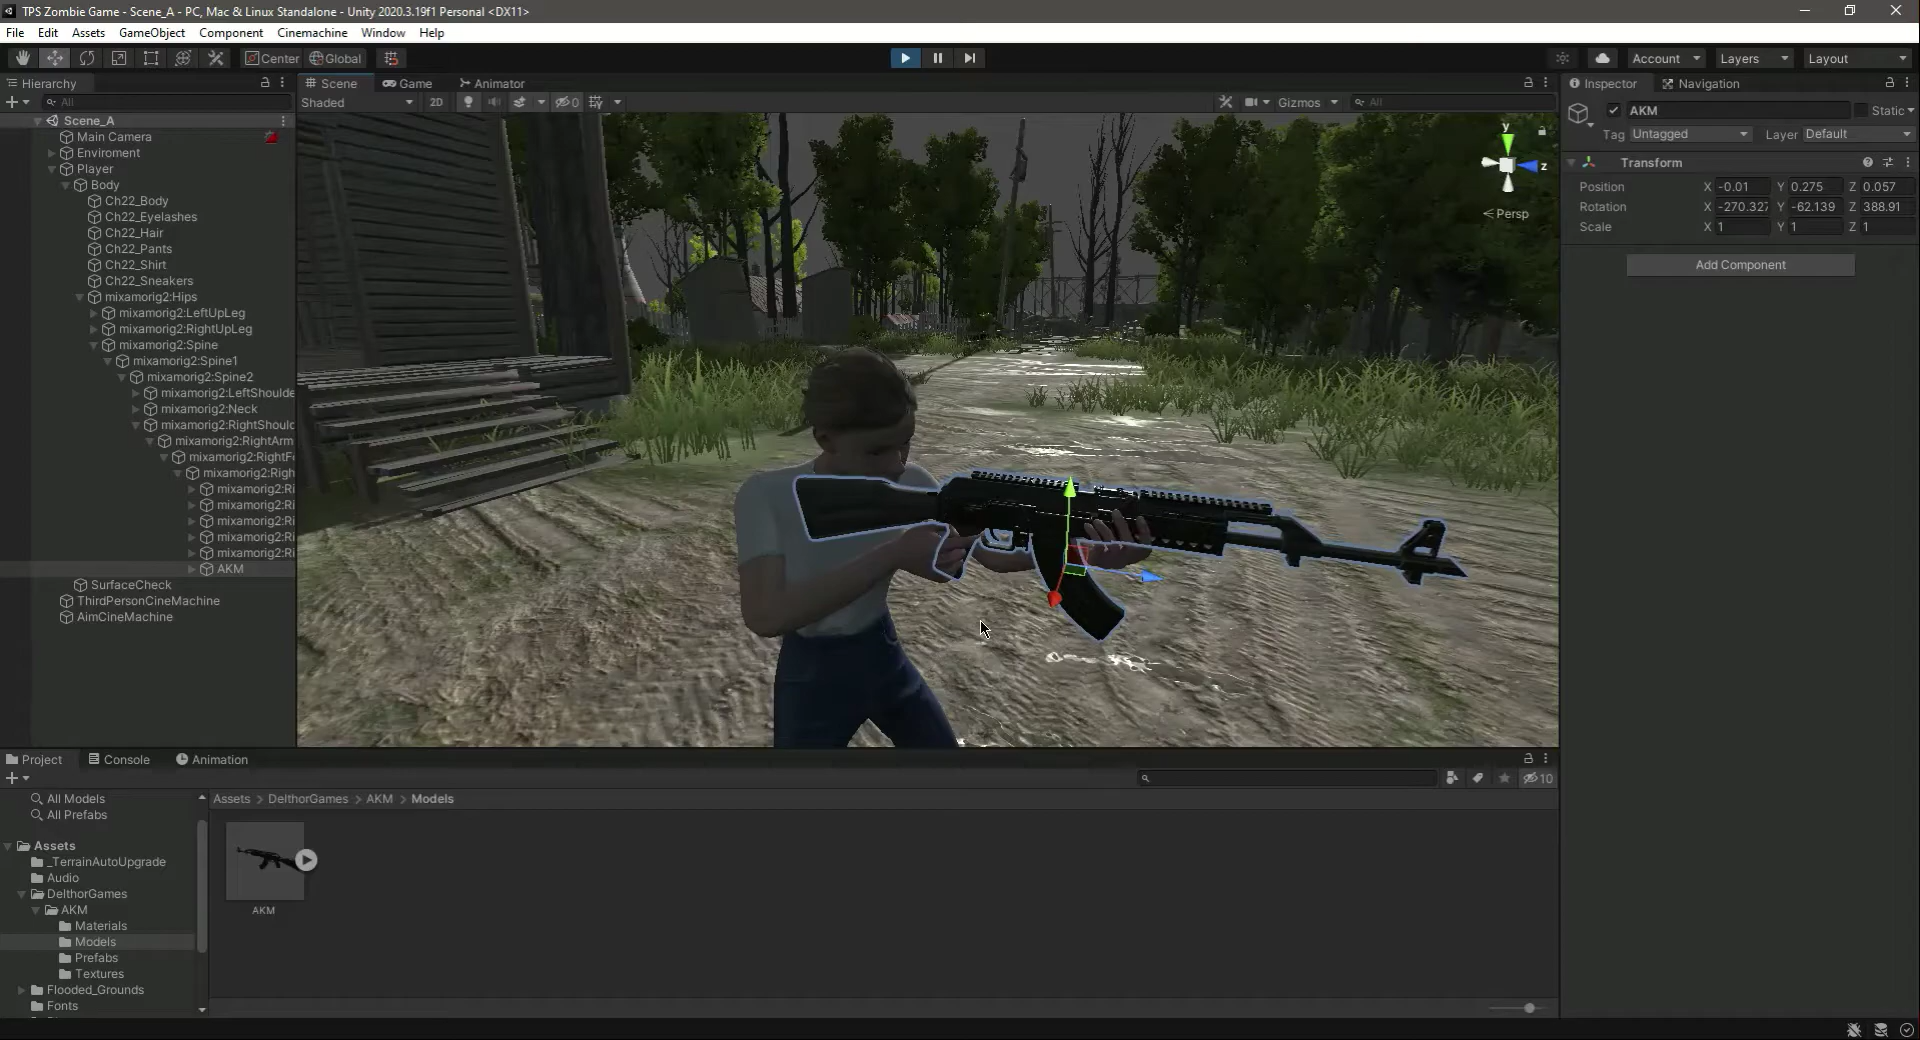 TPS Zombie Game - Scene_A - PC, Mac & Linux Standalone - Unity 2020.3.19f1 Personal <DX11>
File Edit Assets GameObject Component Cinemachine Window Help
Center Global Account Layers Layout
Hierarchy
All
Scene_A
Main Camera
Enviroment
Player
Body
Ch22_Body
Ch22_Eyelashes
Ch22_Hair
Ch22_Pants
Ch22_Shirt
Ch22_Sneakers
mixamorig2:Hips
mixamorig2:LeftUpLeg
mixamorig2:RightUpLeg
mixamorig2:Spine
mixamorig2:Spine1
mixamorig2:Spine2
mixamorig2:LeftShoulde
mixamorig2:Neck
mixamorig2:RightShoulc
mixamorig2:RightArm
mixamorig2:RightF
mixamorig2:Righ
mixamorig2:Ri
mixamorig2:Ri
mixamorig2:Ri
mixamorig2:Ri
mixamorig2:Ri
AKM
SurfaceCheck
ThirdPersonCineMachine
AimCineMachine
Scene Game Animator
Shaded 2D 0 Gizmos All
y
z
Persp
Inspector Navigation
AKM Static
Tag Untagged Layer Default
Transform
Position X -0.01 Y 0.275 Z 0.057
Rotation X -270.327 Y -62.139 Z 388.91
Scale X 1 Y 1 Z 1
Add Component
Project Console Animation
10
All Models
All Prefabs
Assets
_TerrainAutoUpgrade
Audio
DelthorGames
AKM
Materials
Models
Prefabs
Textures
Flooded_Grounds
Fonts
Assets > DelthorGames > AKM > Models
AKM